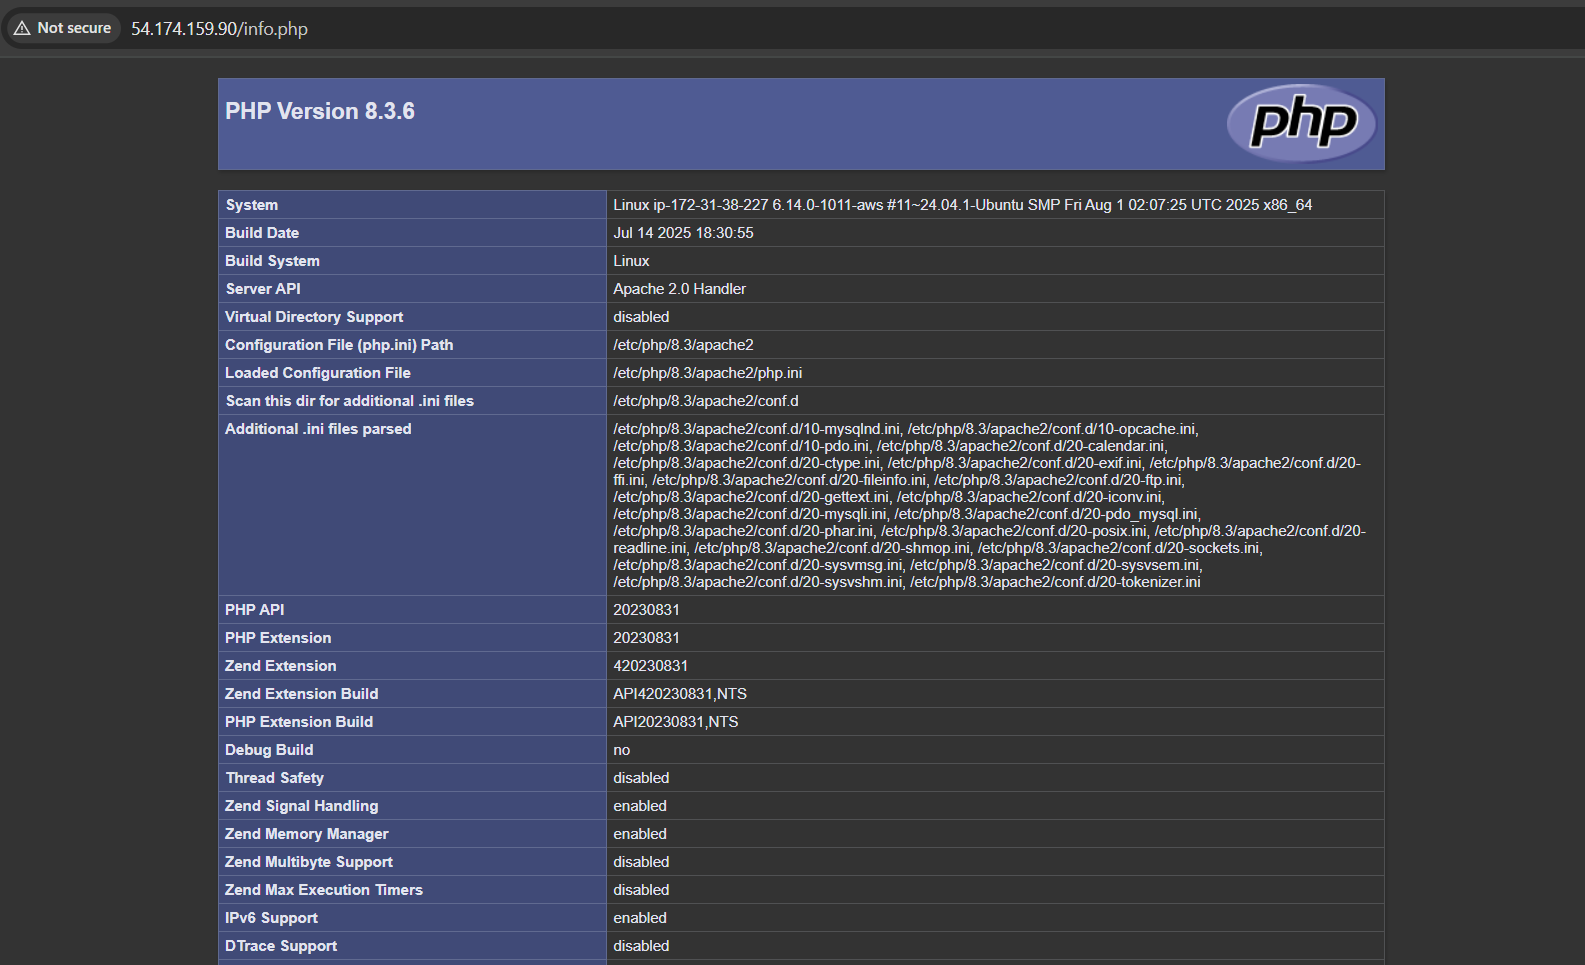 Not secure 54.174.159.90/info.php
PHP Version 8.3.6
php
System Linux ip-172-31-38-227 6.14.0-1011-aws #11~24.04.1-Ubuntu SMP Fri Aug 1 02:07:25 UTC 2025 x86_64
Build Date Jul 14 2025 18:30:55
Build System Linux
Server API Apache 2.0 Handler
Virtual Directory Support disabled
Configuration File (php.ini) Path /etc/php/8.3/apache2
Loaded Configuration File /etc/php/8.3/apache2/php.ini
Scan this dir for additional .ini files /etc/php/8.3/apache2/conf.d
Additional .ini files parsed /etc/php/8.3/apache2/conf.d/10-mysqlnd.ini, /etc/php/8.3/apache2/conf.d/10-opcache.ini,
/etc/php/8.3/apache2/conf.d/10-pdo.ini, /etc/php/8.3/apache2/conf.d/20-calendar.ini,
/etc/php/8.3/apache2/conf.d/20-ctype.ini, /etc/php/8.3/apache2/conf.d/20-exif.ini, /etc/php/8.3/apache2/conf.d/20-
ffi.ini, /etc/php/8.3/apache2/conf.d/20-fileinfo.ini, /etc/php/8.3/apache2/conf.d/20-ftp.ini,
/etc/php/8.3/apache2/conf.d/20-gettext.ini, /etc/php/8.3/apache2/conf.d/20-iconv.ini,
/etc/php/8.3/apache2/conf.d/20-mysqli.ini, /etc/php/8.3/apache2/conf.d/20-pdo_mysql.ini,
/etc/php/8.3/apache2/conf.d/20-phar.ini, /etc/php/8.3/apache2/conf.d/20-posix.ini, /etc/php/8.3/apache2/conf.d/20-
readline.ini, /etc/php/8.3/apache2/conf.d/20-shmop.ini, /etc/php/8.3/apache2/conf.d/20-sockets.ini,
/etc/php/8.3/apache2/conf.d/20-sysvmsg.ini, /etc/php/8.3/apache2/conf.d/20-sysvsem.ini,
/etc/php/8.3/apache2/conf.d/20-sysvshm.ini, /etc/php/8.3/apache2/conf.d/20-tokenizer.ini
PHP API 20230831
PHP Extension 20230831
Zend Extension 420230831
Zend Extension Build API420230831,NTS
PHP Extension Build API20230831,NTS
Debug Build no
Thread Safety disabled
Zend Signal Handling enabled
Zend Memory Manager enabled
Zend Multibyte Support disabled
Zend Max Execution Timers disabled
IPv6 Support enabled
DTrace Support disabled